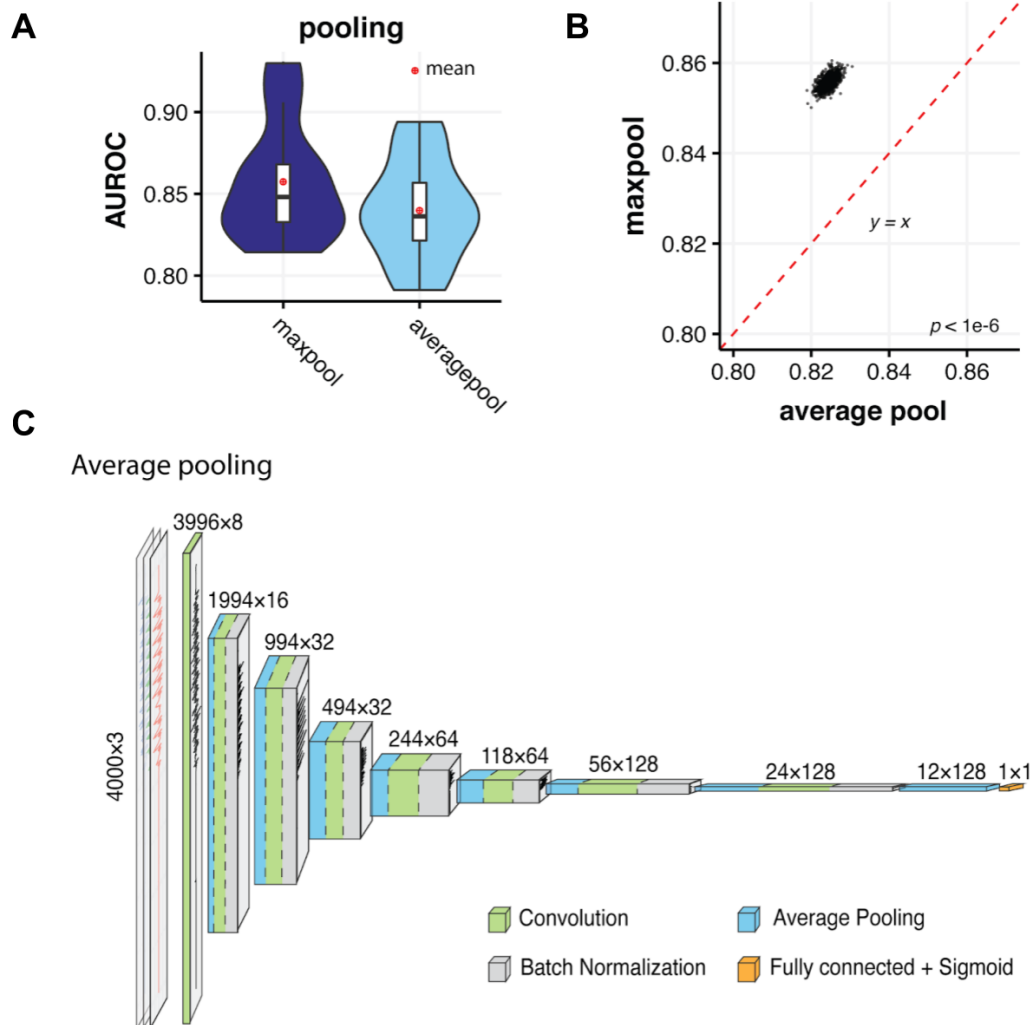 A
pooling
mean
AUROC
0.90
0.85
0.80
maxpool
averagepool
B
maxpool
0.86
0.84
0.82
0.80
y = x
p < 1e-6
0.80 0.82 0.84 0.86
average pool
C
Average pooling
4000×3
3996×8
1994×16
994×32
494×32
244×64
118×64
56×128
24×128
12×128
1×1
Convolution
Average Pooling
Batch Normalization
Fully connected + Sigmoid